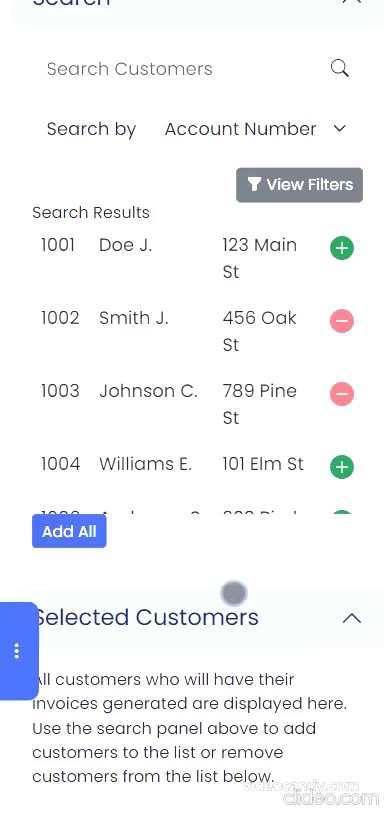 Search
Search Customers
Search by Account Number
View Filters
Search Results
1001 Doe J. 123 Main
St
1002 Smith J. 456 Oak
St
1003 Johnson C. 789 Pine
St
1004 Williams E. 101 Elm St
Add All
Selected Customers
All customers who will have their
invoices generated are displayed here.
Use the search panel above to add
customers to the list or remove
customers from the list below.
videocandy.com
clideo.com